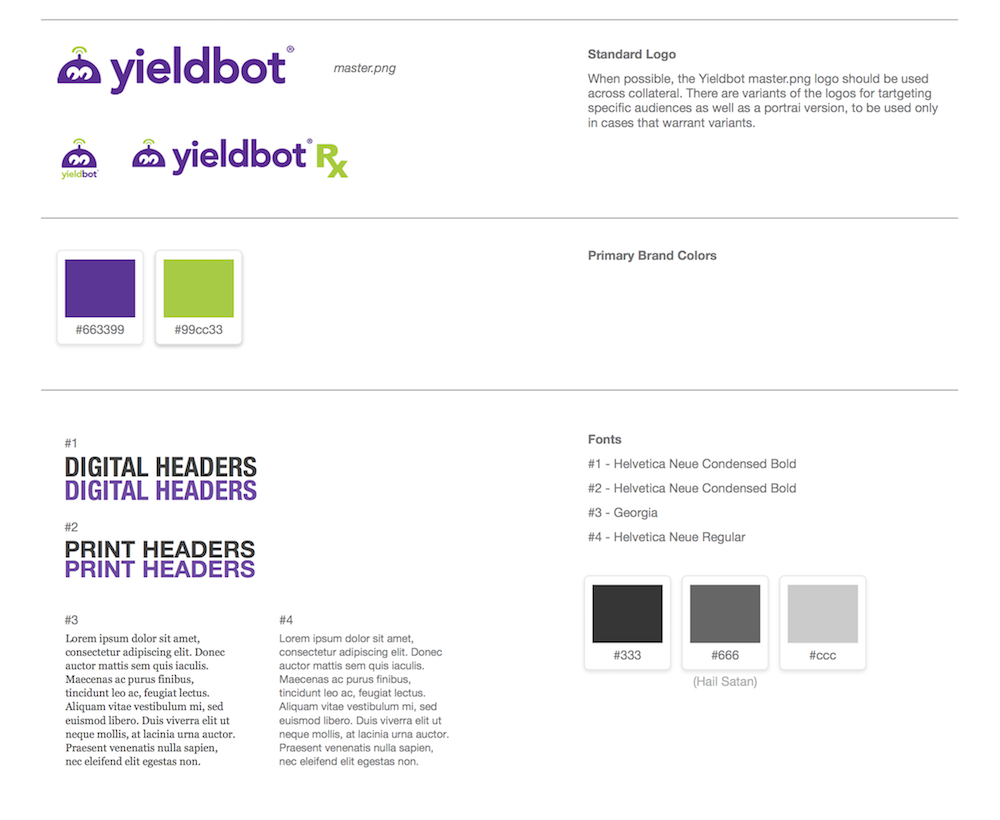 yieldbot®
master.png
Standard Logo
When possible, the Yieldbot master.png logo should be used
across collateral. There are variants of the logos for tartgeting
specific audiences as well as a portrai version, to be used only
in cases that warrant variants.
yieldbot
yieldbot® Rx
#663399
#99cc33
Primary Brand Colors
#1
DIGITAL HEADERS
DIGITAL HEADERS
#2
PRINT HEADERS
PRINT HEADERS
#3
Lorem ipsum dolor sit amet,
consectetur adipiscing elit. Donec
auctor mattis sem quis iaculis.
Maecenas ac purus finibus,
tincidunt leo ac, feugiat lectus.
Aliquam vitae vestibulum mi, sed
euismod libero. Duis viverra elit ut
neque mollis, at lacinia urna auctor.
Praesent venenatis nulla sapien,
nec eleifend elit egestas non.
#4
Lorem ipsum dolor sit amet,
consectetur adipiscing elit. Donec
auctor mattis sem quis iaculis.
Maecenas ac purus finibus,
tincidunt leo ac, feugiat lectus.
Aliquam vitae vestibulum mi, sed
euismod libero. Duis viverra elit ut
neque mollis, at lacinia urna auctor.
Praesent venenatis nulla sapien,
nec eleifend elit egestas non.
Fonts
#1 - Helvetica Neue Condensed Bold
#2 - Helvetica Neue Condensed Bold
#3 - Georgia
#4 - Helvetica Neue Regular
#333
#666
#ccc
(Hail Satan)